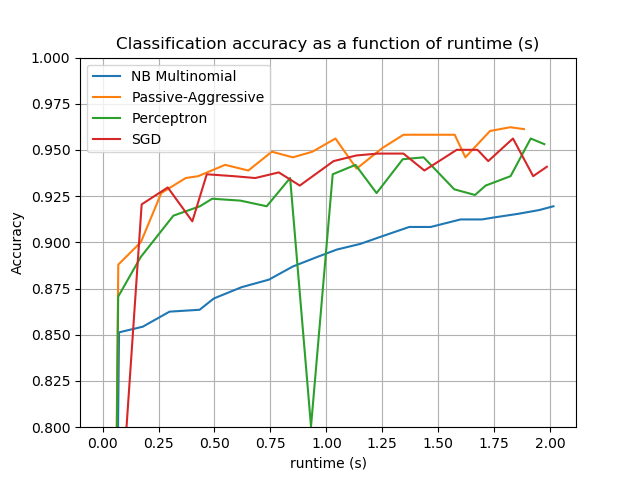 Classification accuracy as a function of runtime (s)
NB Multinomial
Passive-Aggressive
Perceptron
SGD
Accuracy
1.000
0.975
0.950
0.925
0.900
0.875
0.850
0.825
0.800
0.00 0.25 0.50 0.75 1.00 1.25 1.50 1.75 2.00
runtime (s)